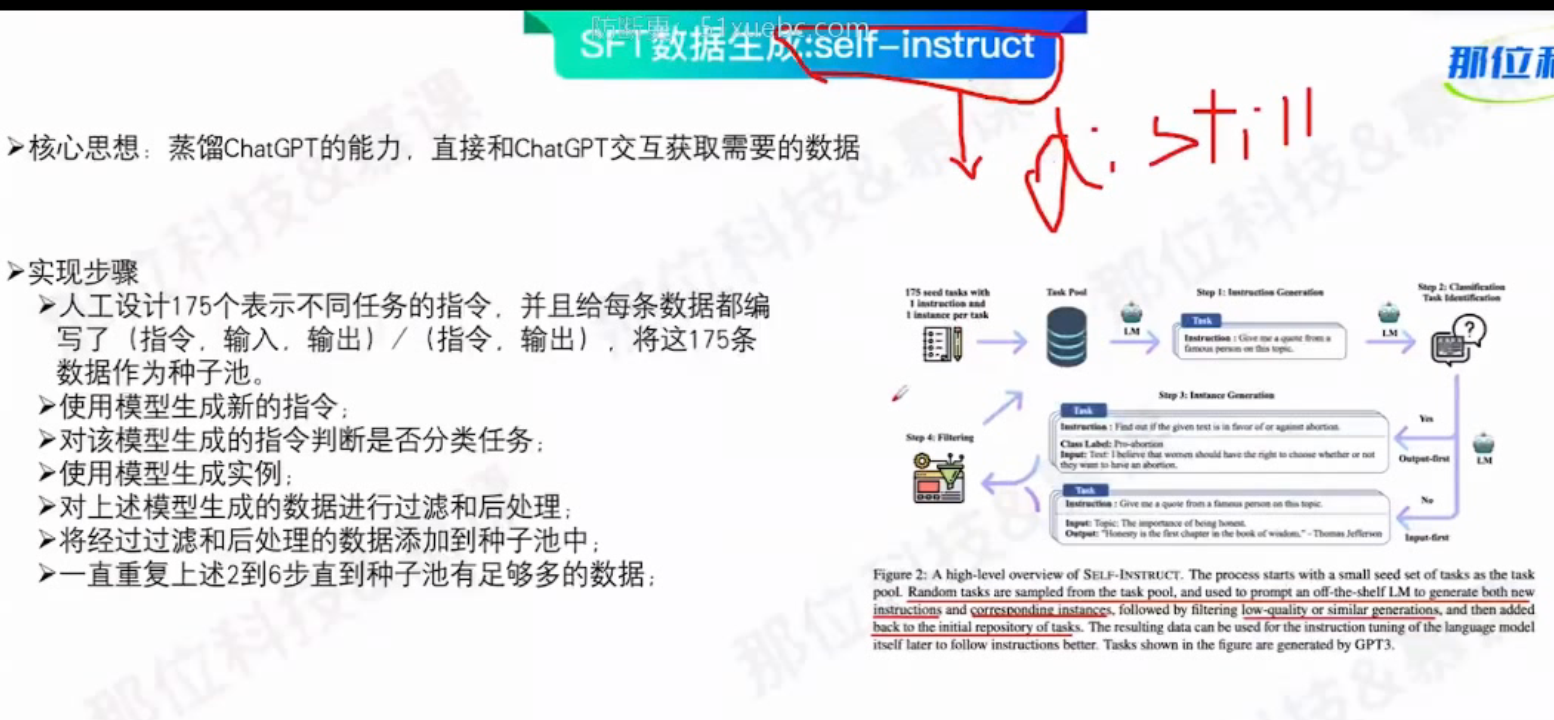 防断更：51xuebc.com
SFT数据生成:self-instruct
那位科
distill
➤核心思想：蒸馏ChatGPT的能力，直接和ChatGPT交互获取需要的数据
➤实现步骤
➤人工设计175个表示不同任务的指令，并且给每条数据都编
写了（指令，输入，输出）/（指令，输出），将这175条
数据作为种子池。
➤使用模型生成新的指令；
➤对该模型生成的指令判断是否分类任务；
➤使用模型生成实例；
➤对上述模型生成的数据进行过滤和后处理；
➤将经过过滤和后处理的数据添加到种子池中；
➤一直重复上述2到6步直到种子池有足够多的数据；
175 seed tasks with
1 instruction and
1 instance per task
Task Pool
LM
Step 1: Instruction Generation
Task
Instruction : Give me a quote from a
famous person on this topic.
LM
Step 2: Classification
Task Identification
Step 3: Instance Generation
Task
Instruction : Find out if the given text is in favor of or against abortion.
Class Label: Pro-abortion
Input: Text: I believe that women should have the right to choose whether or not
they want to have an abortion.
Yes
Output-first
LM
Step 4: Filtering
Task
Instruction : Give me a quote from a famous person on this topic.
Input: Topic: The importance of being honest.
Output: "Honesty is the first chapter in the book of wisdom." - Thomas Jefferson
No
Input-first
Figure 2: A high-level overview of SELF-INSTRUCT. The process starts with a small seed set of tasks as the task
pool. Random tasks are sampled from the task pool, and used to prompt an off-the-shelf LM to generate both new
instructions and corresponding instances, followed by filtering low-quality or similar generations, and then added
back to the initial repository of tasks. The resulting data can be used for the instruction tuning of the language model
itself later to follow instructions better. Tasks shown in the figure are generated by GPT3.
那位科技&慕课